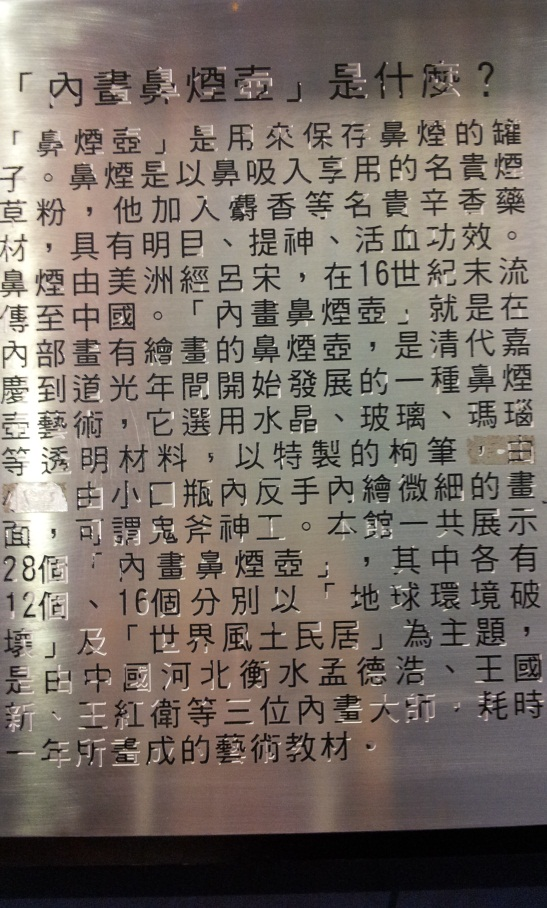 「內畫鼻煙壺」是什麼？
「鼻煙壺」是用來保存鼻煙的罐
子。鼻煙是以鼻吸入享用的名貴煙
草粉，他加入麝香等名貴辛香藥
材，具有明目、提神、活血功效。
鼻煙由美洲經呂宋，在16世紀末流
傳至中國。「內畫鼻煙壺」就是在
內部畫有繪畫的鼻煙壺，是清代嘉
慶到道光年間開始發展的一種鼻煙
壺藝術，它選用水晶、玻璃、瑪瑙
等透明材料，以特製的枸筆，由
由小口瓶內反手內繪微細的畫
面，可謂鬼斧神工。本館一共展示
28個「內畫鼻煙壺」，其中各有
12個、16個分別以「地球環境破
壞」及「世界風土民居」為主題，
是由中國河北衡水孟德浩、王國
新、王紅衛等三位內畫大師，耗時
一年所畫成的藝術教材。